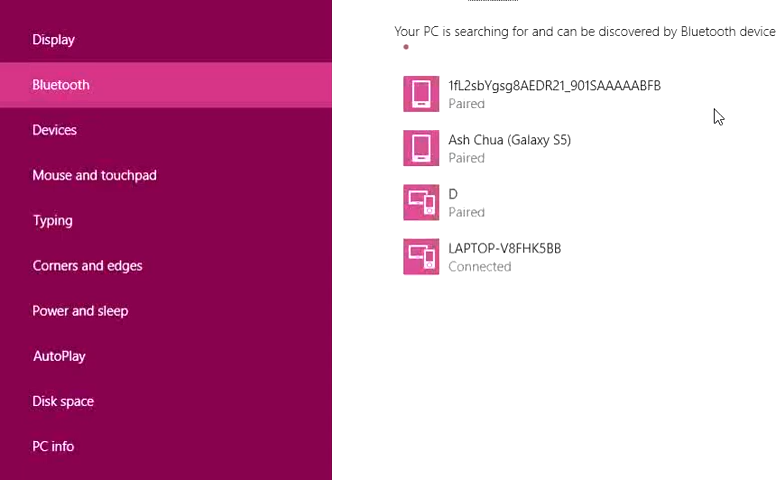 Display
Bluetooth
Devices
Mouse and touchpad
Typing
Corners and edges
Power and sleep
AutoPlay
Disk space
PC info
Your PC is searching for and can be discovered by Bluetooth device
1fL2sbYgsg8AEDR21_901SAAAAABFB
Paired
Ash Chua (Galaxy S5)
Paired
D
Paired
LAPTOP-V8FHK5BB
Connected